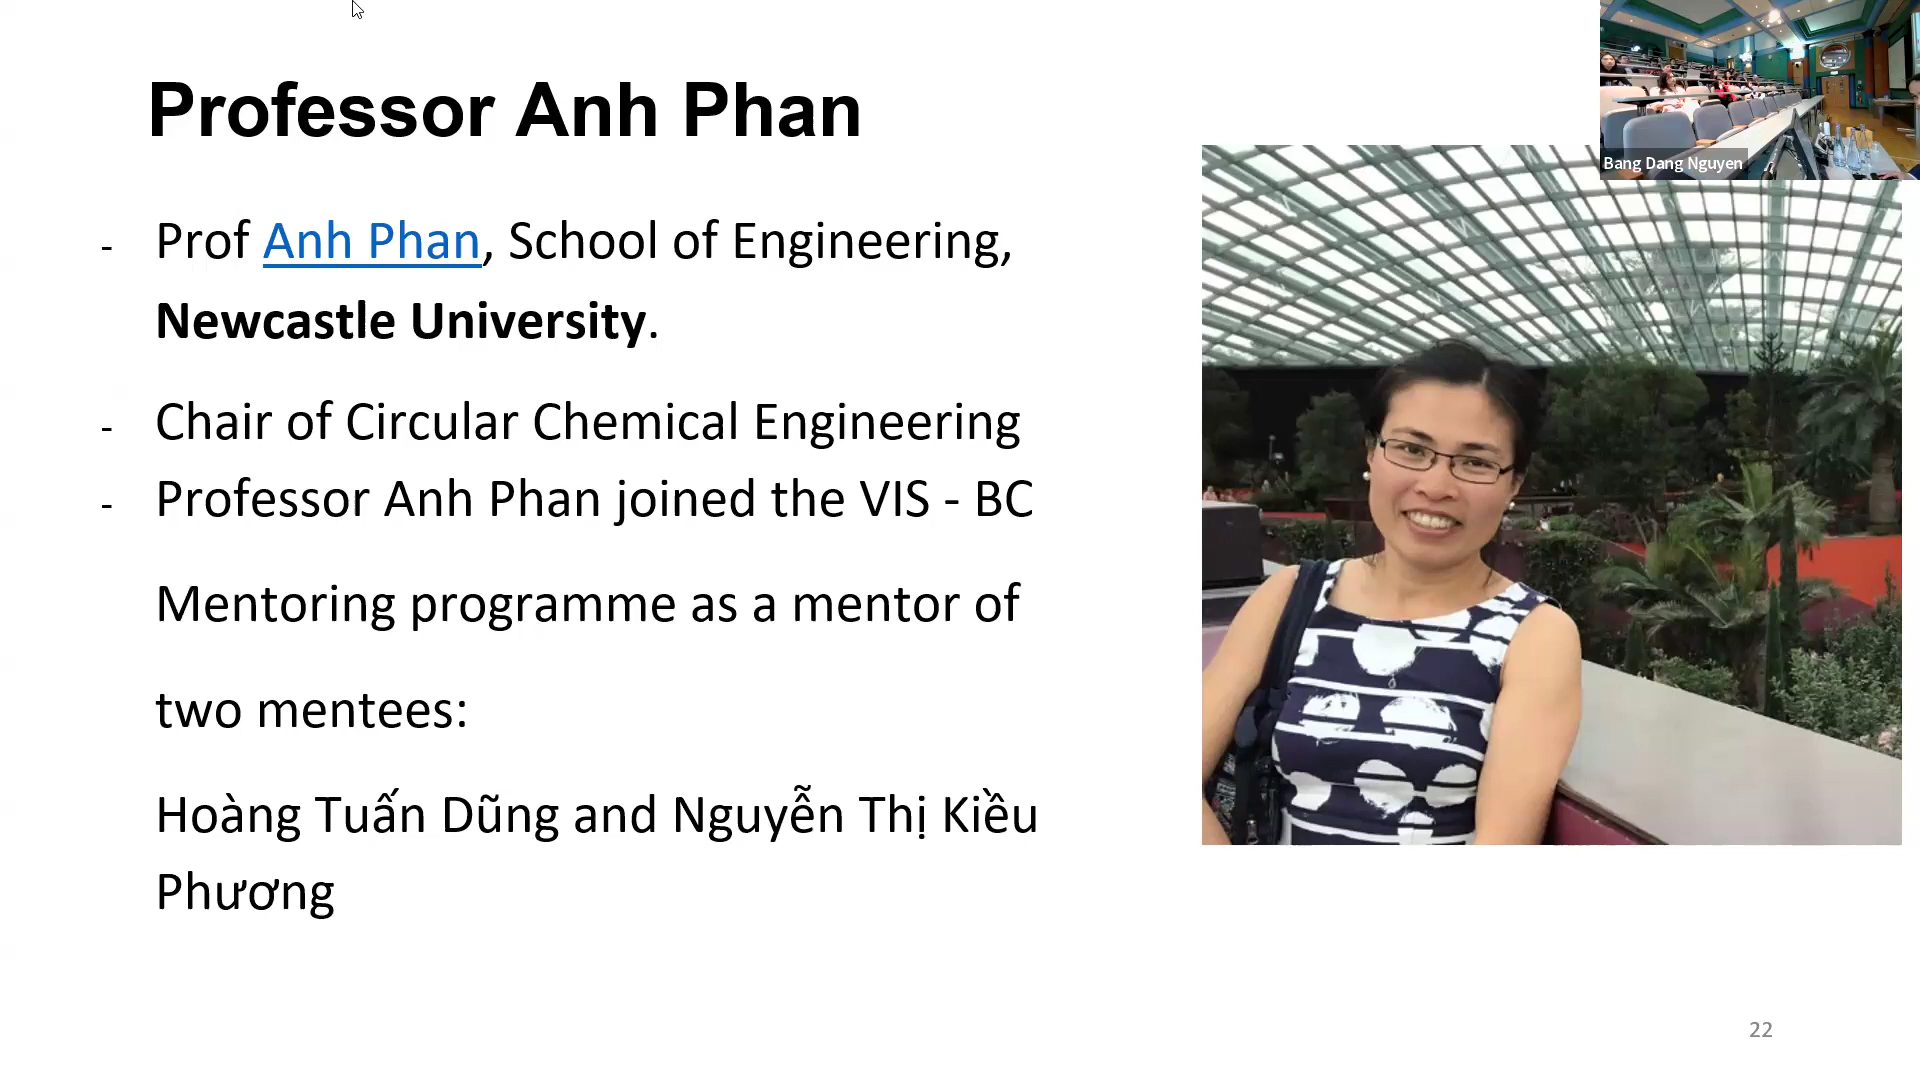 Professor Anh Phan
Bang Dang Nguyen
- Prof Anh Phan, School of Engineering,
Newcastle University.
- Chair of Circular Chemical Engineering
- Professor Anh Phan joined the VIS - BC
Mentoring programme as a mentor of
two mentees:
Hoàng Tuấn Dũng and Nguyễn Thị Kiều
Phương
22